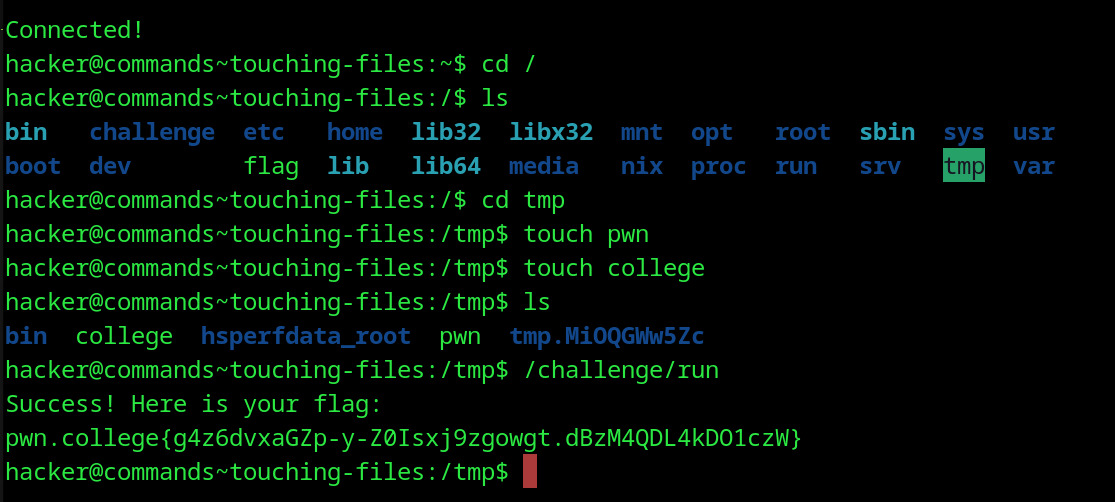 Connected!
hacker@commands~touching-files:~$ cd /
hacker@commands~touching-files:/$ ls
bin   challenge  etc   home  lib32  libx32  mnt  opt   root  sbin  sys  usr
boot  dev        flag  lib   lib64  media   nix  proc  run   srv   tmp  var
hacker@commands~touching-files:/$ cd tmp
hacker@commands~touching-files:/tmp$ touch pwn
hacker@commands~touching-files:/tmp$ touch college
hacker@commands~touching-files:/tmp$ ls
bin  college  hsperfdata_root  pwn  tmp.MiOQGWw5Zc
hacker@commands~touching-files:/tmp$ /challenge/run
Success! Here is your flag:
pwn.college{g4z6dvxaGZp-y-Z0Isxj9zgowgt.dBzM4QDL4kDO1czW}
hacker@commands~touching-files:/tmp$